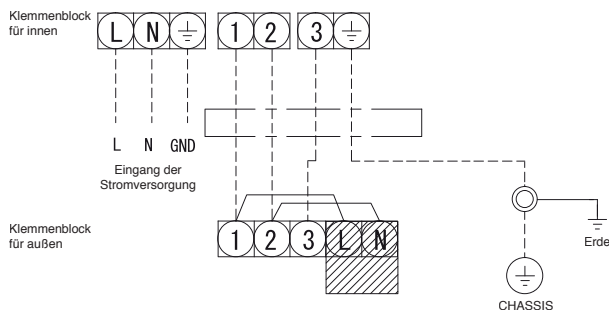 Klemmenblock
für innen
L N 1 2 3
L N GND
Eingang der
Stromversorgung
Klemmenblock
für außen
1 2 3 L N
Erde
CHASSIS